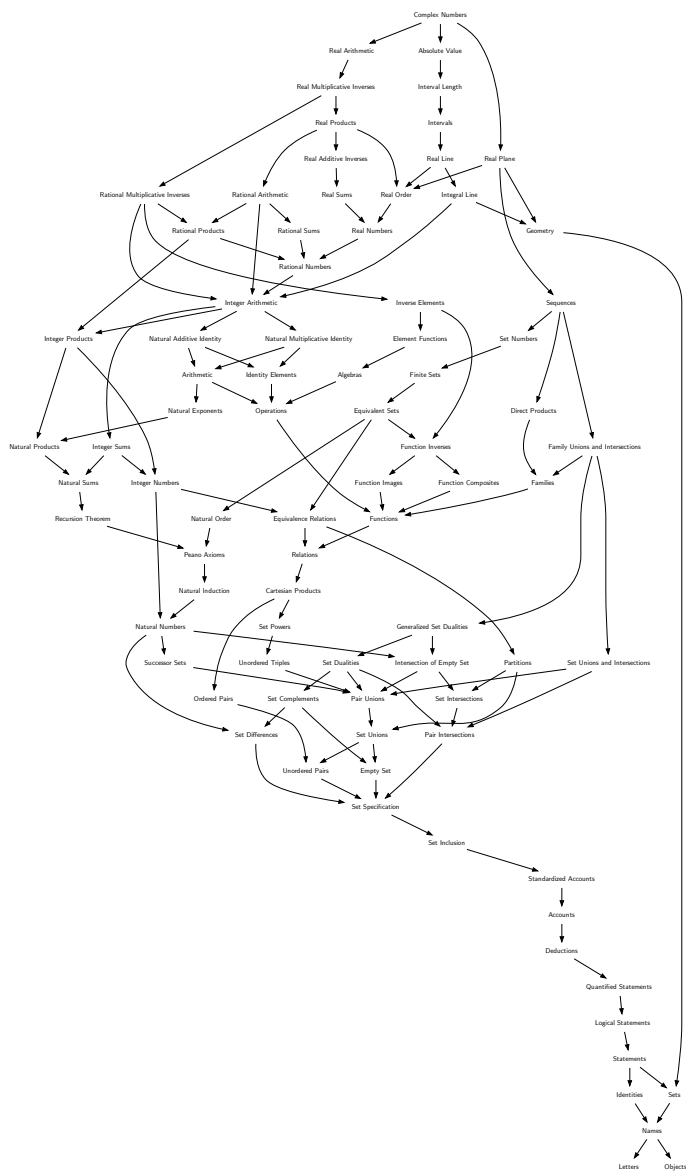 Complex Numbers
Real Arithmetic
Absolute Value
Real Multiplicative Inverses
Interval Length
Real Products
Intervals
Real Additive Inverses
Real Line
Real Plane
Rational Multiplicative Inverses
Rational Arithmetic
Real Sums
Real Order
Integral Line
Rational Products
Rational Sums
Real Numbers
Geometry
Rational Numbers
Integer Arithmetic
Inverse Elements
Sequences
Integer Products
Natural Additive Identity
Natural Multiplicative Identity
Element Functions
Set Numbers
Arithmetic
Identity Elements
Algebras
Finite Sets
Natural Exponents
Operations
Equivalent Sets
Direct Products
Natural Products
Integer Sums
Function Inverses
Family Unions and Intersections
Natural Sums
Integer Numbers
Function Images
Function Composites
Families
Recursion Theorem
Natural Order
Equivalence Relations
Functions
Peano Axioms
Relations
Natural Induction
Cartesian Products
Natural Numbers
Set Powers
Generalized Set Dualities
Successor Sets
Unordered Triples
Set Dualities
Intersection of Empty Set
Partitions
Set Unions and Intersections
Ordered Pairs
Set Complements
Pair Unions
Set Intersections
Set Differences
Set Unions
Pair Intersections
Unordered Pairs
Empty Set
Set Specification
Set Inclusion
Standardized Accounts
Accounts
Deductions
Quantified Statements
Logical Statements
Statements
Identities
Sets
Names
Letters
Objects